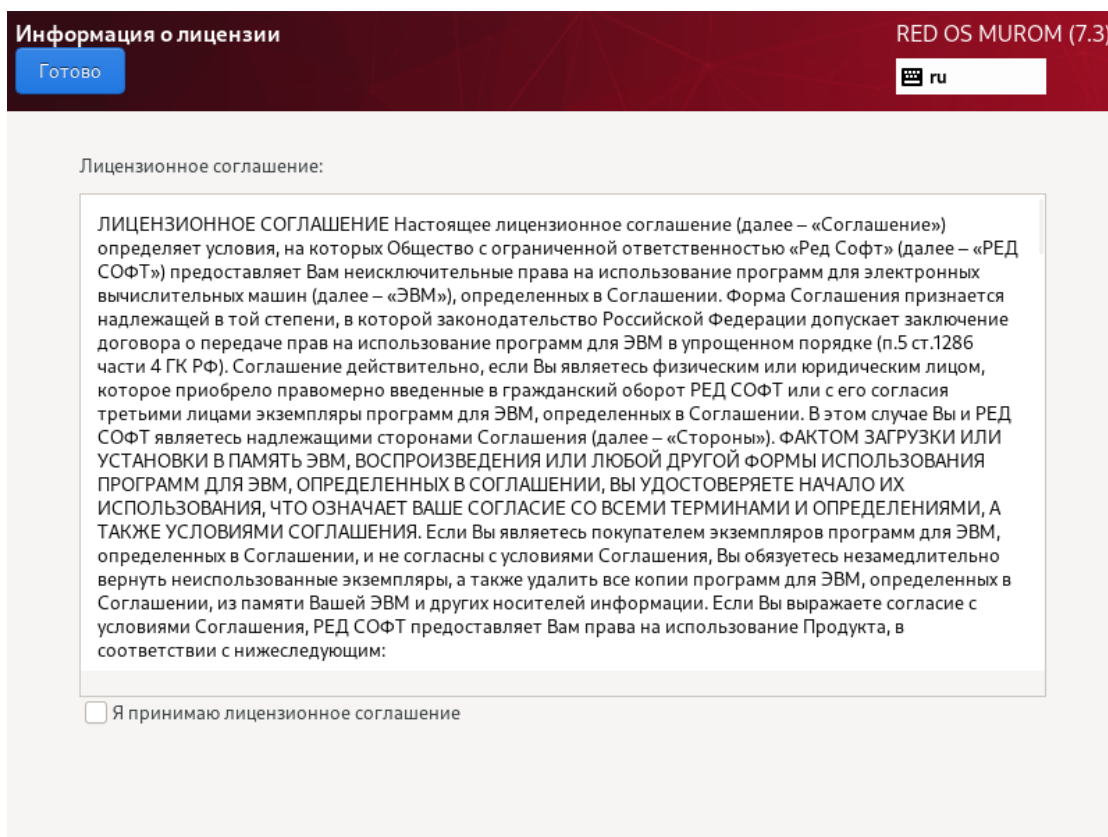 Информация о лицензии
RED OS MUROM (7.3)
Готово
ru
Лицензионное соглашение:
ЛИЦЕНЗИОННОЕ СОГЛАШЕНИЕ Настоящее лицензионное соглашение (далее – «Соглашение»)
определяет условия, на которых Общество с ограниченной ответственностью «Ред Софт» (далее – «РЕД
СОФТ») предоставляет Вам неисключительные права на использование программ для электронных
вычислительных машин (далее – «ЭВМ»), определенных в Соглашении. Форма Соглашения признается
надлежащей в той степени, в которой законодательство Российской Федерации допускает заключение
договора о передаче прав на использование программ для ЭВМ в упрощенном порядке (п.5 ст.1286
части 4 ГК РФ). Соглашение действительно, если Вы являетесь физическим или юридическим лицом,
которое приобрело правомерно введенные в гражданский оборот РЕД СОФТ или с его согласия
третьими лицами экземпляры программ для ЭВМ, определенных в Соглашении. В этом случае Вы и РЕД
СОФТ являетесь надлежащими сторонами Соглашения (далее – «Стороны»). ФАКТОМ ЗАГРУЗКИ ИЛИ
УСТАНОВКИ В ПАМЯТЬ ЭВМ, ВОСПРОИЗВЕДЕНИЯ ИЛИ ЛЮБОЙ ДРУГОЙ ФОРМЫ ИСПОЛЬЗОВАНИЯ
ПРОГРАММ ДЛЯ ЭВМ, ОПРЕДЕЛЕННЫХ В СОГЛАШЕНИИ, ВЫ УДОСТОВЕРЯЕТЕ НАЧАЛО ИХ
ИСПОЛЬЗОВАНИЯ, ЧТО ОЗНАЧАЕТ ВАШЕ СОГЛАСИЕ СО ВСЕМИ ТЕРМИНАМИ И ОПРЕДЕЛЕНИЯМИ, А
ТАКЖЕ УСЛОВИЯМИ СОГЛАШЕНИЯ. Если Вы являетесь покупателем экземпляров программ для ЭВМ,
определенных в Соглашении, и не согласны с условиями Соглашения, Вы обязуетесь незамедлительно
вернуть неиспользованные экземпляры, а также удалить все копии программ для ЭВМ, определенных в
Соглашении, из памяти Вашей ЭВМ и других носителей информации. Если Вы выражаете согласие с
условиями Соглашения, РЕД СОФТ предоставляет Вам права на использование Продукта, в
соответствии с нижеследующим:
Я принимаю лицензионное соглашение